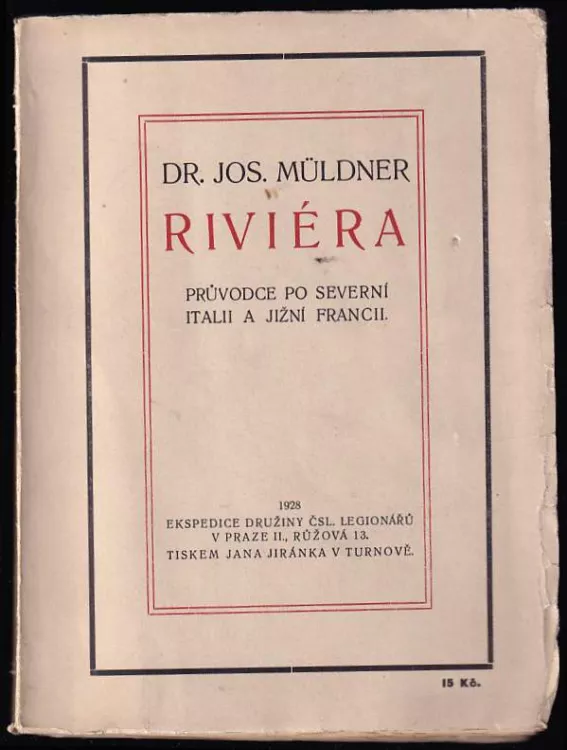 DR. JOS. MÜLDNER
RIVIÉRA
PRŮVODCE PO SEVERNÍ
ITALII A JIŽNÍ FRANCII.
1928
EKSPEDICE DRUŽINY ČSL. LEGIONÁŘŮ
V PRAZE II., RŮŽOVÁ 13.
TISKEM JANA JIRÁNKA V TURNOVĚ.
15 Kč.